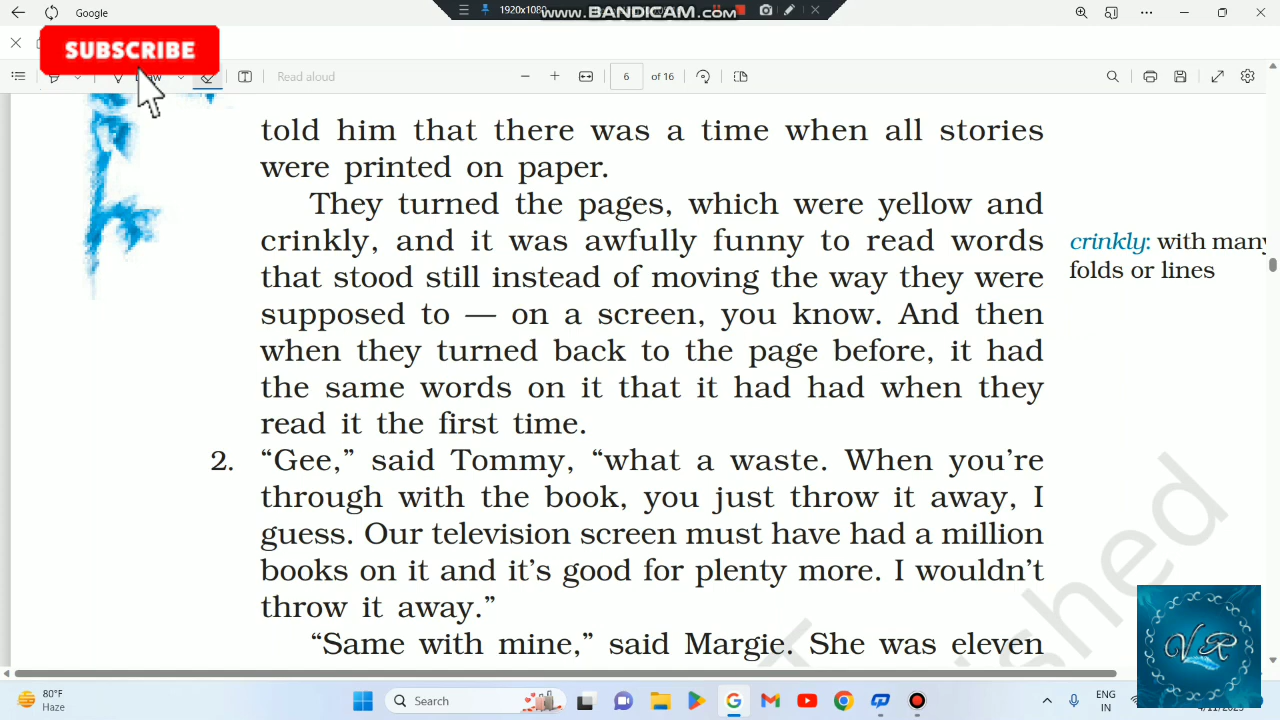 Google
1920x1080
www.BANDICAM.com
SUBSCRIBE
Draw
Read aloud
6 of 16
told him that there was a time when all stories
were printed on paper.
They turned the pages, which were yellow and
crinkly, and it was awfully funny to read words
that stood still instead of moving the way they were
supposed to — on a screen, you know. And then
when they turned back to the page before, it had
the same words on it that it had had when they
read it the first time.
crinkly: with many
folds or lines
2. “Gee,” said Tommy, “what a waste. When you’re
through with the book, you just throw it away, I
guess. Our television screen must have had a million
books on it and it’s good for plenty more. I wouldn’t
throw it away.”
“Same with mine,” said Margie. She was eleven
VR
80°F
Haze
Search
ENG
IN